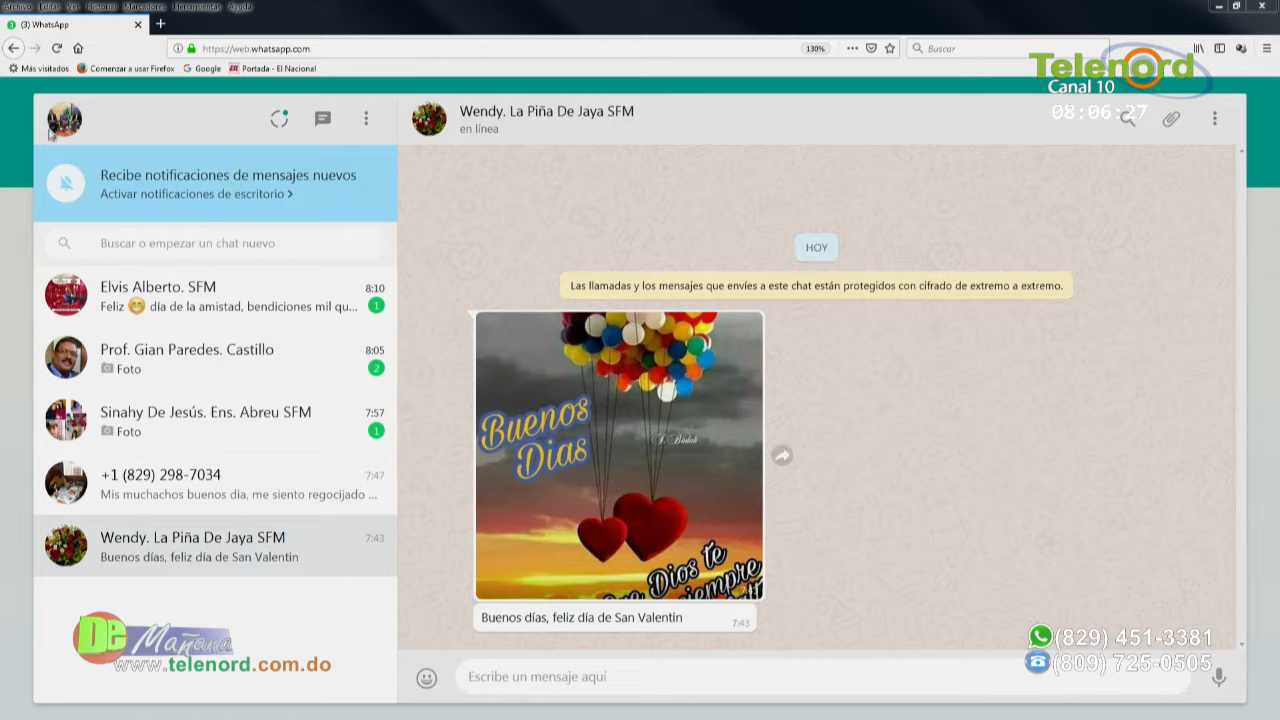 Archivo Editar Ver Historial Marcadores Herramientas Ayuda
(3) WhatsApp
https://web.whatsapp.com
130%
Buscar
Más visitados
Comenzar a usar Firefox
Google
Portada - El Nacional
Telenord
Canal 10
08:06:27
Wendy. La Piña De Jaya SFM
en línea
Recibe notificaciones de mensajes nuevos
Activar notificaciones de escritorio >
Buscar o empezar un chat nuevo
Elvis Alberto. SFM
8:10
Feliz 😁 día de la amistad, bendiciones mil qu...
1
Prof. Gian Paredes. Castillo
8:05
Foto
2
Sinahy De Jesús. Ens. Abreu SFM
7:57
Foto
1
+1 (829) 298-7034
7:47
Mis muchachos buenos dia, me siento regocijado ...
Wendy. La Piña De Jaya SFM
7:43
Buenos días, feliz día de San Valentin
HOY
Las llamadas y los mensajes que envíes a este chat están protegidos con cifrado de extremo a extremo.
Buenos
Dias
Que Dios te
siempre
Buenos días, feliz día de San Valentin
7:43
Escribe un mensaje aquí
De Mañana
www.telenord.com.do
(829) 451-3381
(809) 725-0505